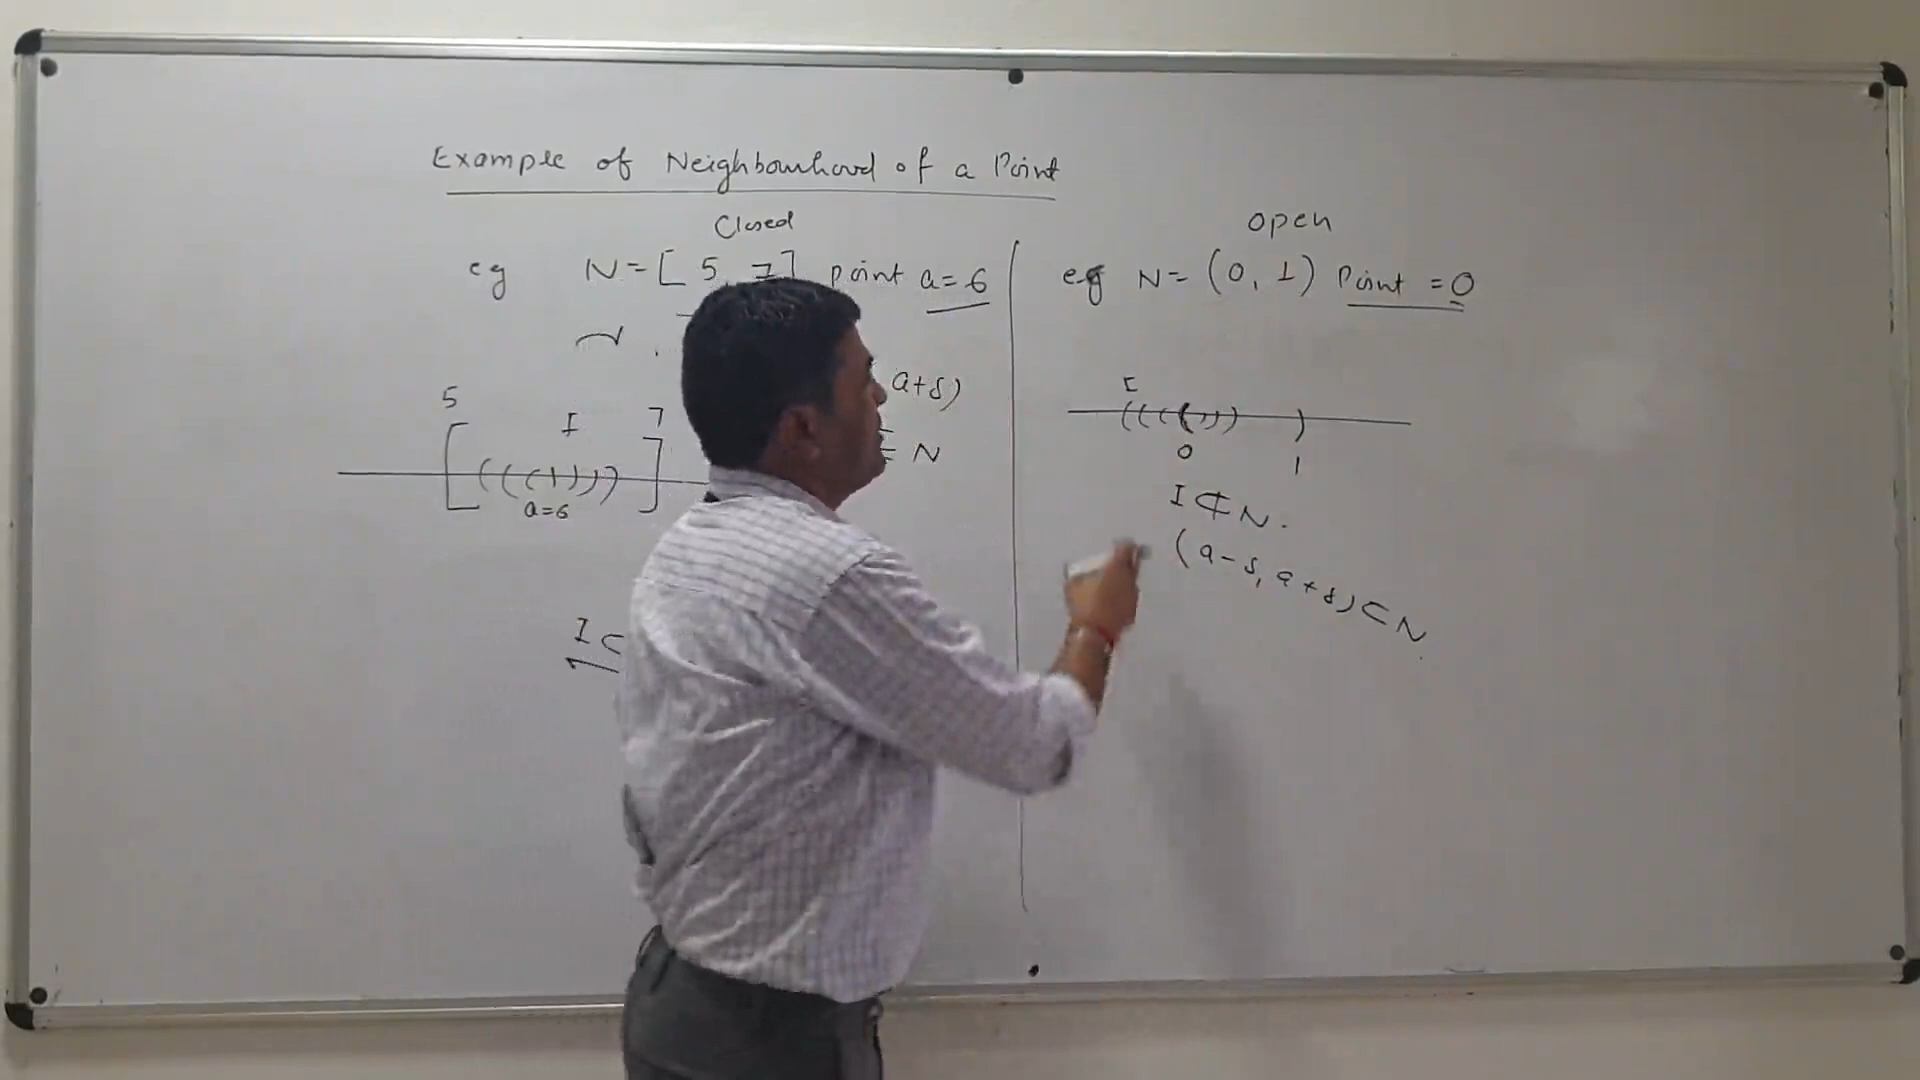 Example of Neighbourhood of a Point
Closed
eg N = [ 5, 7 ] point a = 6
a + δ)
N
5 I 7
a = 6
I ⊂
open
eg N = (0, 1) Point = 0
I
0 1
I ⊄ N.
(a - δ, a + δ) ⊂ N